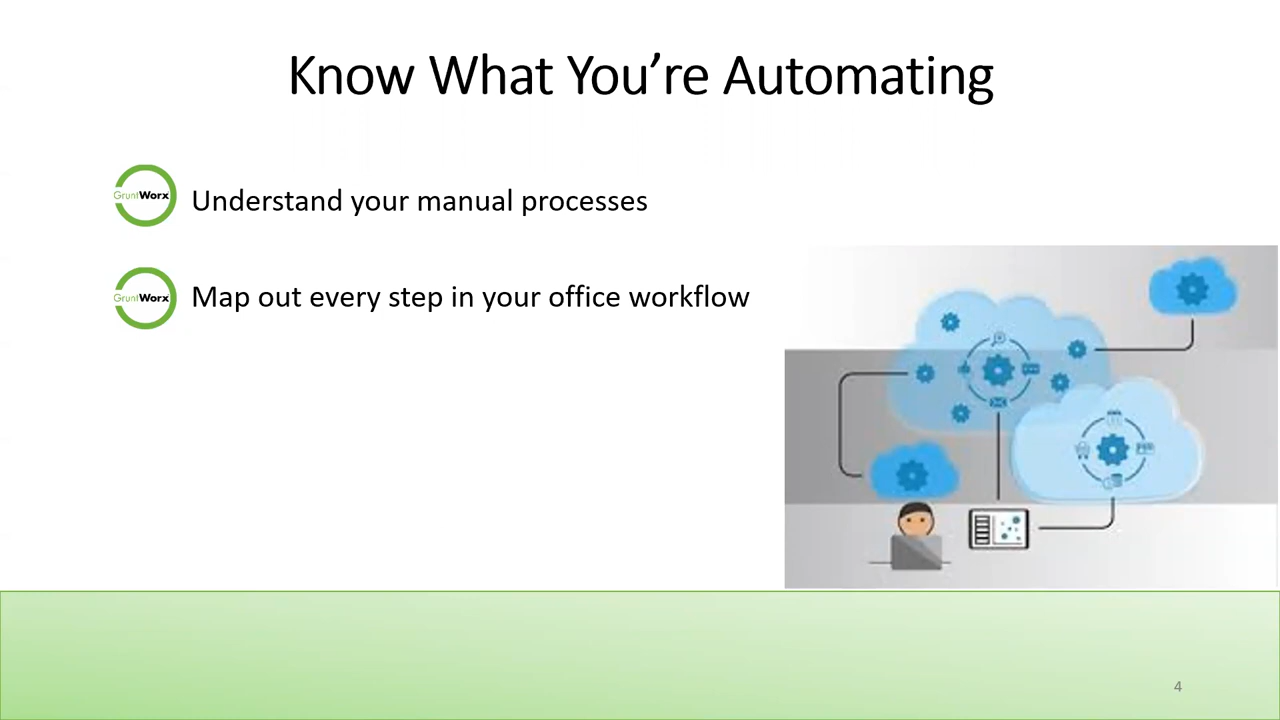 Know What You’re Automating
GruntWorx
Understand your manual processes
GruntWorx
Map out every step in your office workflow
4